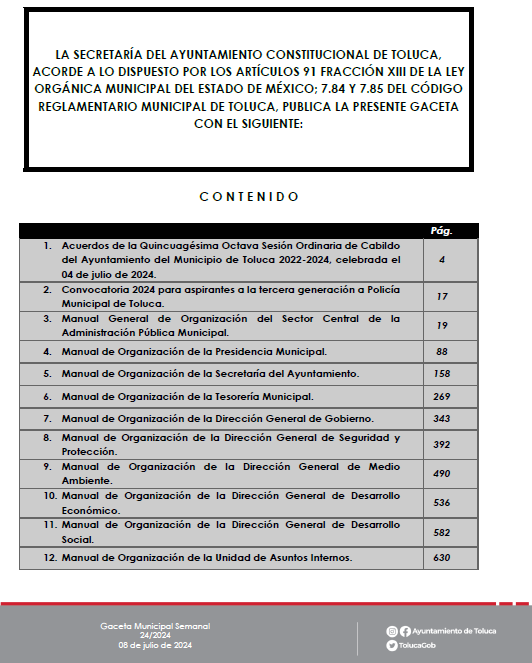 LA SECRETARÍA DEL AYUNTAMIENTO CONSTITUCIONAL DE TOLUCA,
ACORDE A LO DISPUESTO POR LOS ARTÍCULOS 91 FRACCIÓN XIII DE LA LEY
ORGÁNICA MUNICIPAL DEL ESTADO DE MÉXICO; 7.84 Y 7.85 DEL CÓDIGO
REGLAMENTARIO MUNICIPAL DE TOLUCA, PUBLICA LA PRESENTE GACETA
CON EL SIGUIENTE:
CONTENIDO
Pág.
1. Acuerdos de la Quincuagésima Octava Sesión Ordinaria de Cabildo
del Ayuntamiento del Municipio de Toluca 2022-2024, celebrada el
04 de julio de 2024.
4
2. Convocatoria 2024 para aspirantes a la tercera generación a Policía
Municipal de Toluca.
17
3. Manual General de Organización del Sector Central de la
Administración Pública Municipal.
19
4. Manual de Organización de la Presidencia Municipal. 88
5. Manual de Organización de la Secretaría del Ayuntamiento. 158
6. Manual de Organización de la Tesorería Municipal. 269
7. Manual de Organización de la Dirección General de Gobierno. 343
8. Manual de Organización de la Dirección General de Seguridad y
Protección.
392
9. Manual de Organización de la Dirección General de Medio
Ambiente.
490
10. Manual de Organización de la Dirección General de Desarrollo
Económico.
536
11. Manual de Organización de la Dirección General de Desarrollo
Social.
582
12. Manual de Organización de la Unidad de Asuntos Internos. 630
Gaceta Municipal Semanal
24/2024
08 de julio de 2024
Ayuntamiento de Toluca
TolucaGob